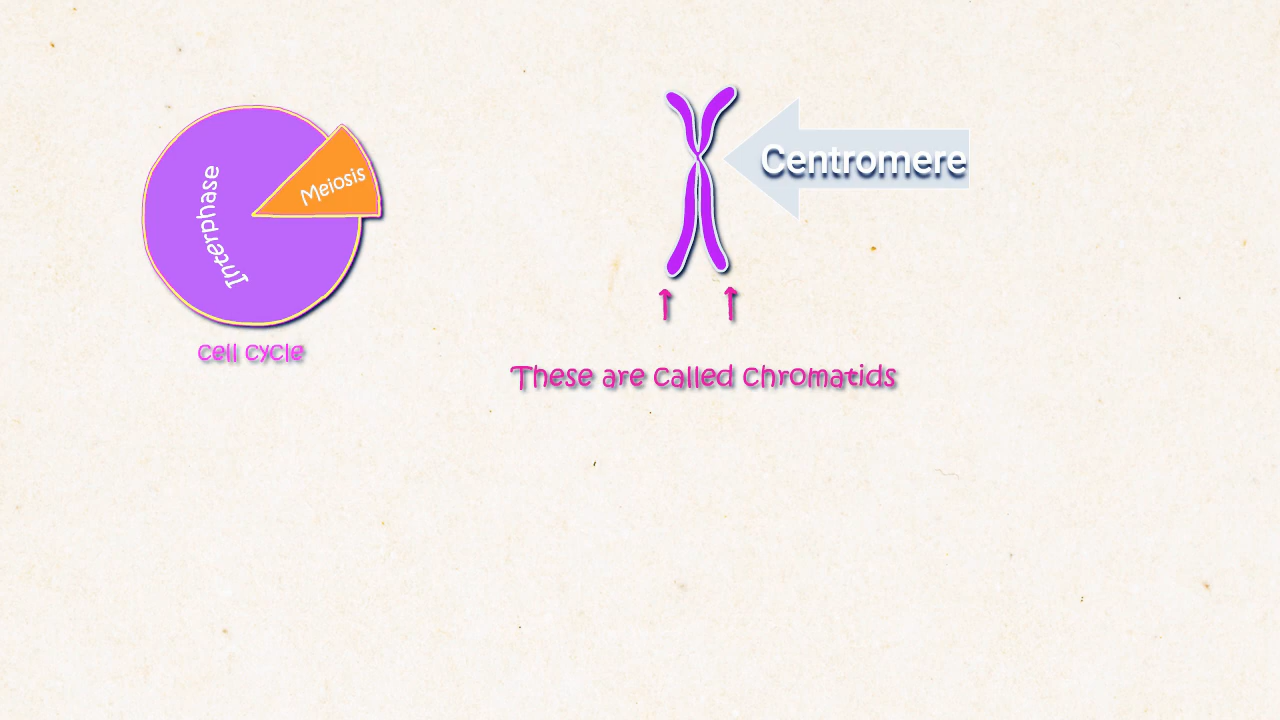 Interphase
Meiosis
cell cycle
Centromere
These are called chromatids